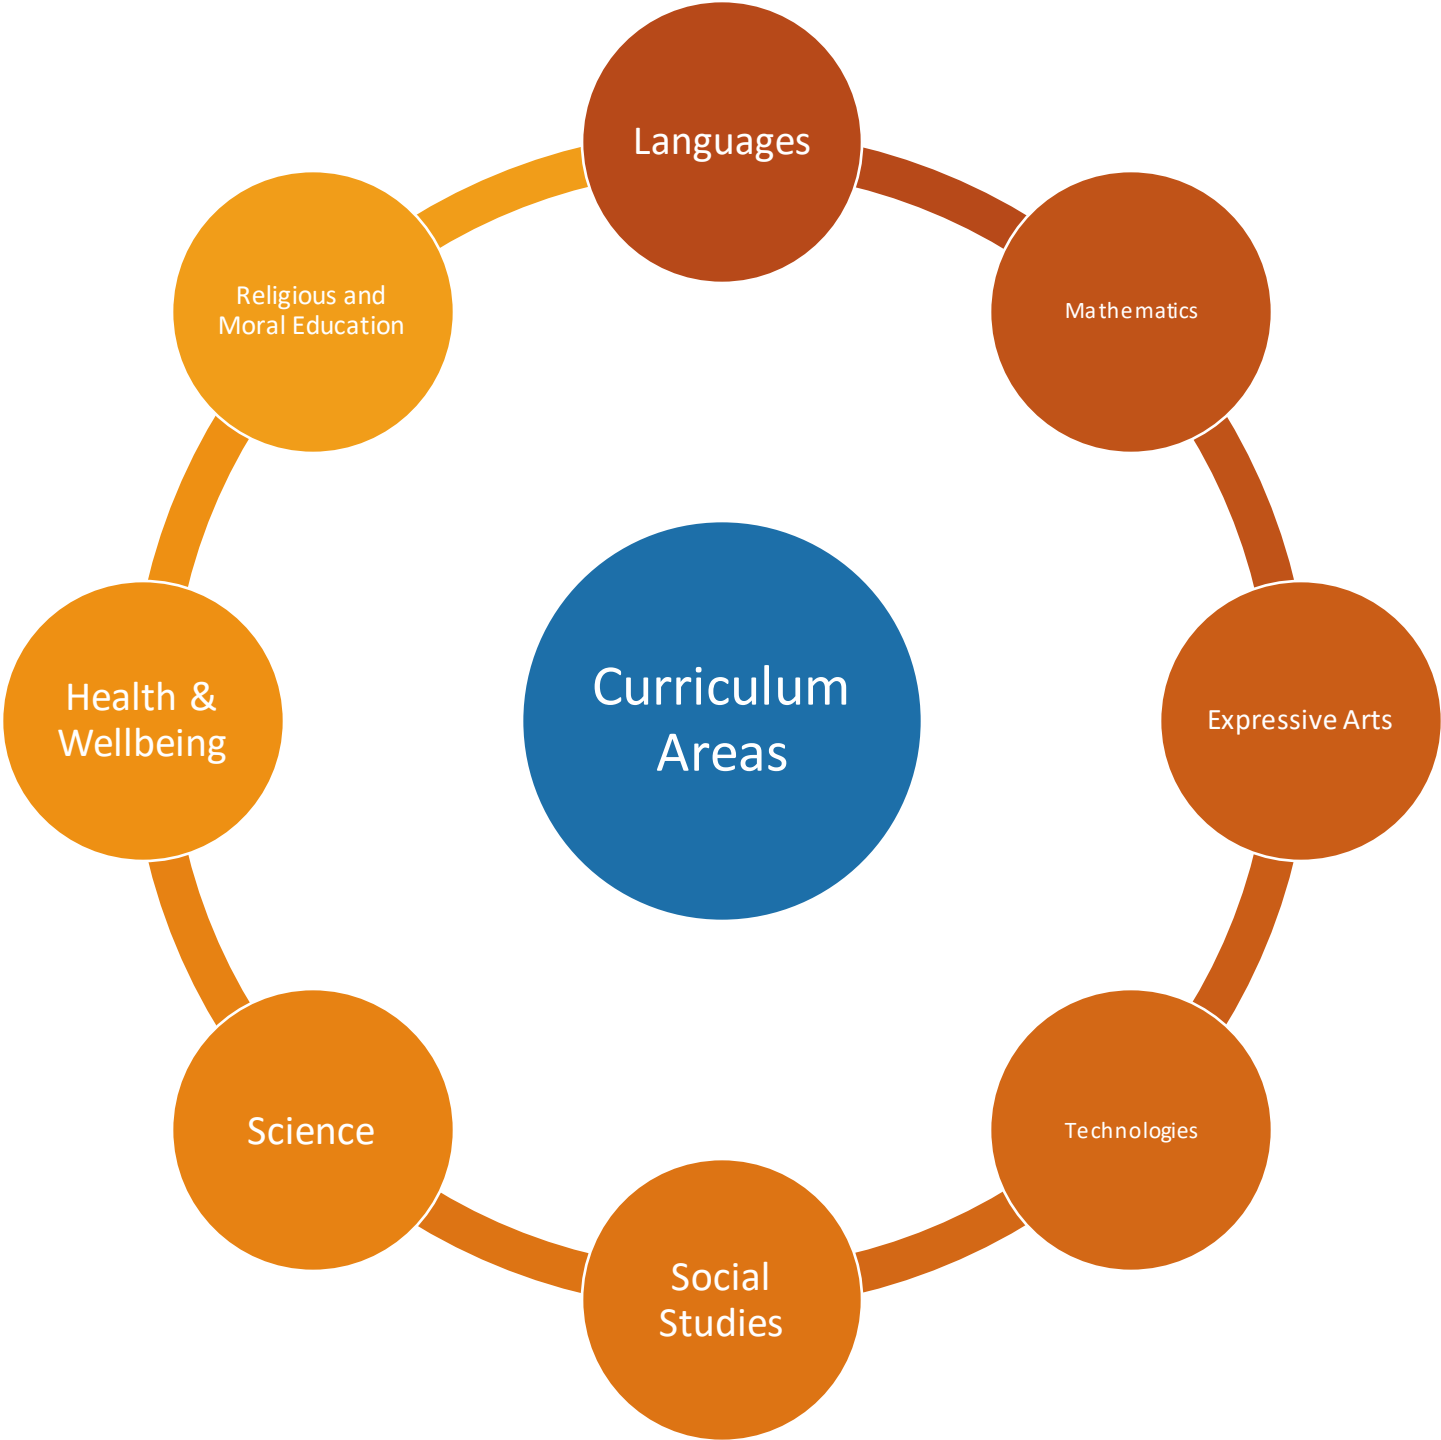 Languages
Mathematics
Expressive Arts
Technologies
Social
Studies
Science
Health &
Wellbeing
Religious and
Moral Education
Curriculum
Areas